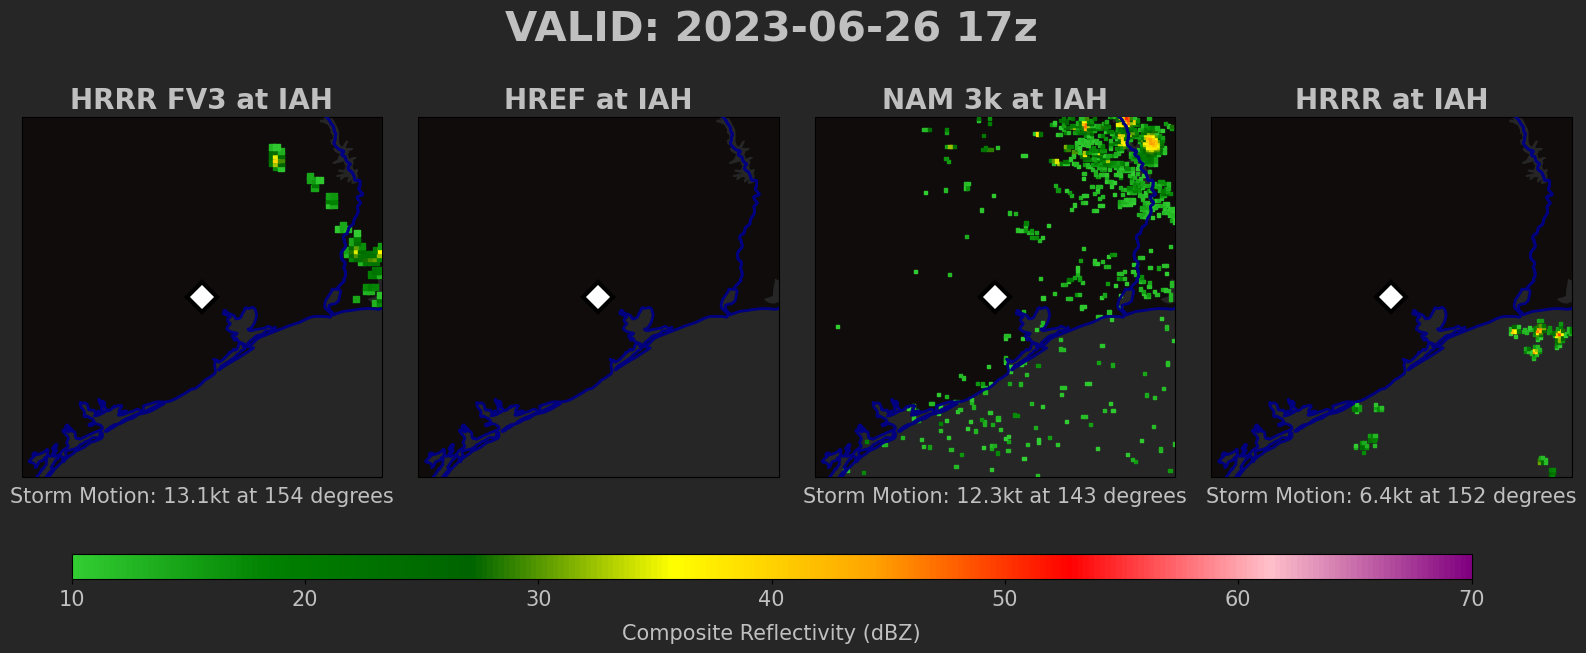 VALID: 2023-06-26 17z
HRRR FV3 at IAH
HREF at IAH
NAM 3k at IAH
HRRR at IAH
Storm Motion: 13.1kt at 154 degrees
Storm Motion: 12.3kt at 143 degrees
Storm Motion: 6.4kt at 152 degrees
10 20 30 40 50 60 70
Composite Reflectivity (dBZ)